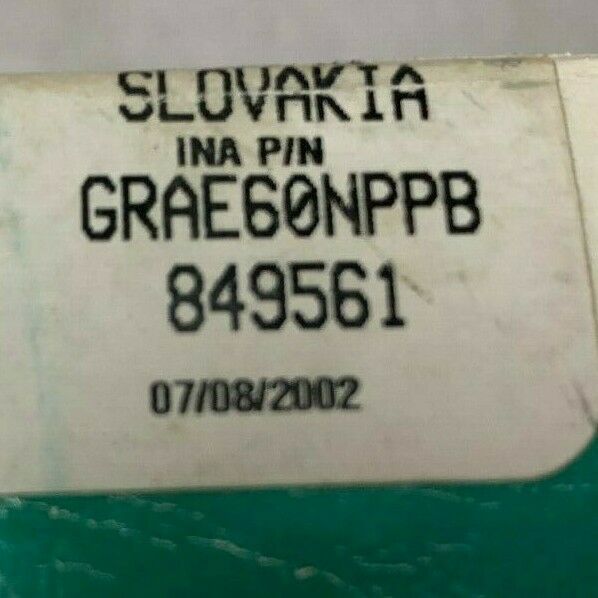 SLOVAKIA
INA P/N
GRAE60NPPB
849561
07/08/2002